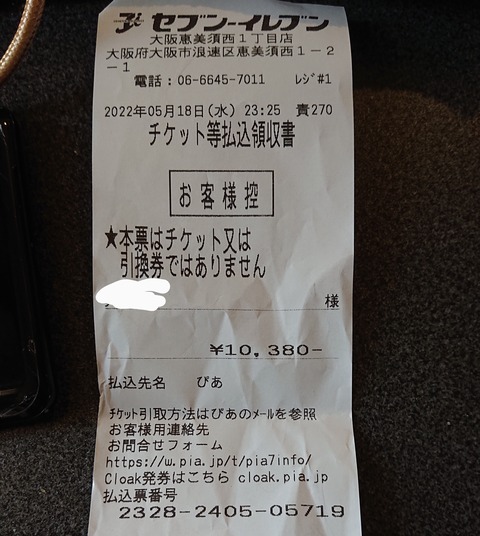 セブン-イレブン
大阪恵美須西1丁目店
大阪府大阪市浪速区恵美須西1-2
-1
電話:06-6645-7011 レジ#1
2022年05月18日(水) 23:25 責270
チケット等払込領収書
お客様控
★本票はチケット又は
引換券ではありません
様
¥10,380-
払込先名 ぴあ
チケット引取方法はぴあのメールを参照
お客様用連絡先
お問合せフォーム
https://w.pia.jp/t/pia7info/
Cloak発券はこちら cloak.pia.jp
払込票番号
2328-2405-05719